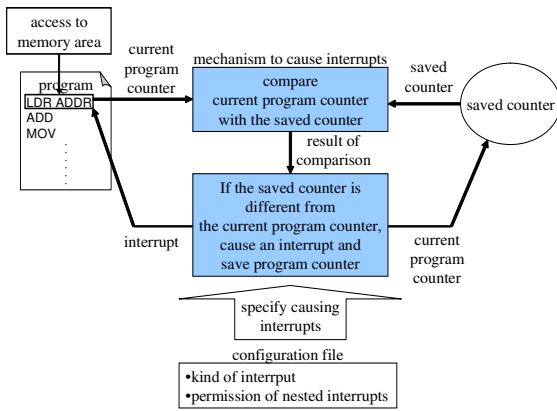 access to
memory area
program
LDR ADDR
ADD
MOV
current
program
counter
mechanism to cause interrupts
compare
current program counter
with the saved counter
saved
counter
saved counter
result of
comparison
If the saved counter is
different from
the current program counter,
cause an interrupt and
save program counter
interrupt
current
program
counter
specify causing
interrupts
configuration file
•kind of interrput
•permission of nested interrupts